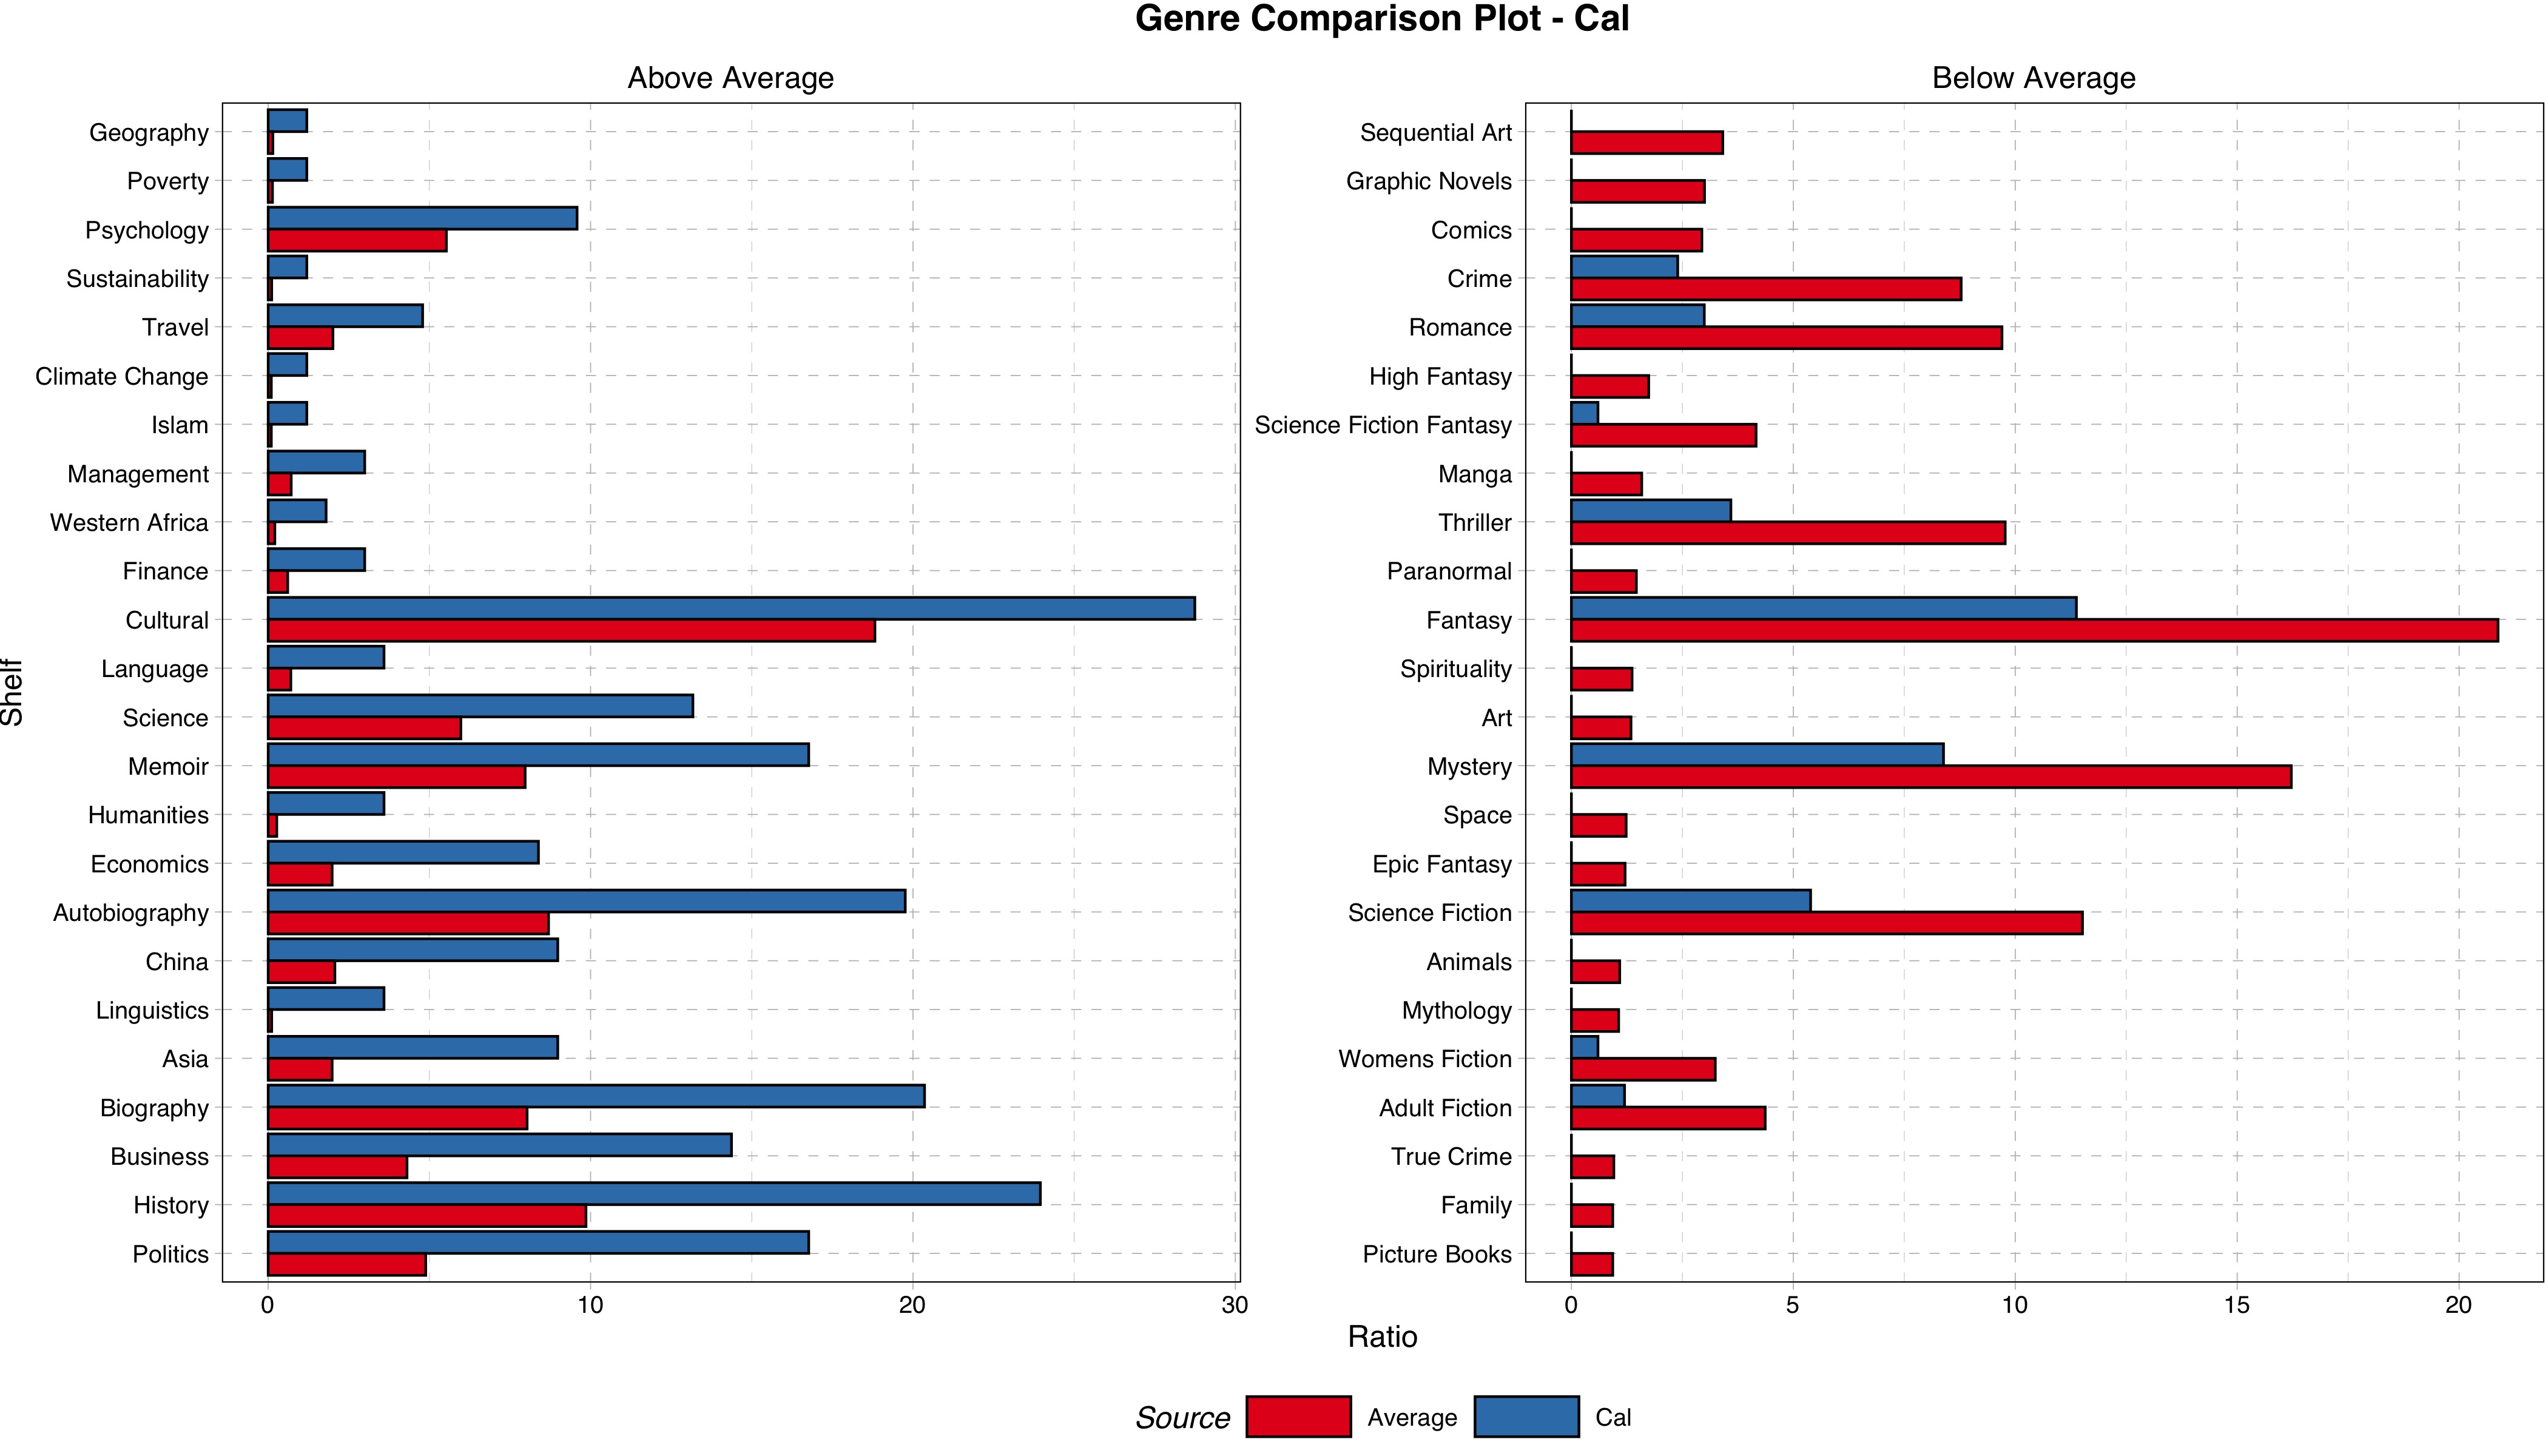 Genre Comparison Plot - Cal
Above Average
Geography
Poverty
Psychology
Sustainability
Travel
Climate Change
Islam
Management
Western Africa
Finance
Cultural
Language
Science
Memoir
Humanities
Economics
Autobiography
China
Linguistics
Asia
Biography
Business
History
Politics
0 10 20 30
Below Average
Sequential Art
Graphic Novels
Comics
Crime
Romance
High Fantasy
Science Fiction Fantasy
Manga
Thriller
Paranormal
Fantasy
Spirituality
Art
Mystery
Space
Epic Fantasy
Science Fiction
Animals
Mythology
Womens Fiction
Adult Fiction
True Crime
Family
Picture Books
0 5 10 15 20
Shelf
Ratio
Source Average Cal